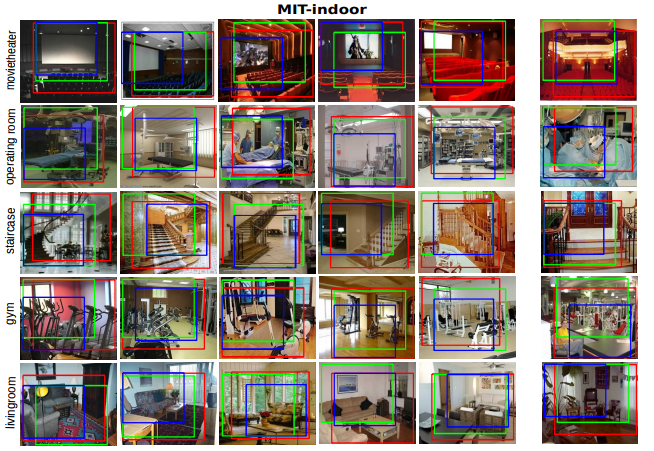 MIT-indoor
movietheater
operating room
staircase
gym
livingroom